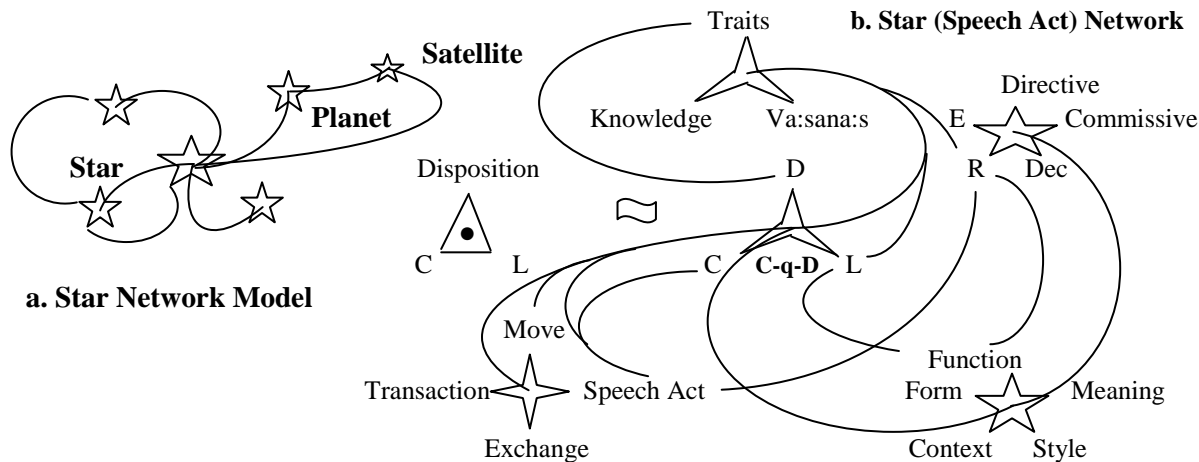 Traits
b. Star (Speech Act) Network
Satellite
Planet
Star
Knowledge
Va:sana:s
Directive
E
Commissive
R
Dec
Disposition
C
L
D
C
C-q-D
L
a. Star Network Model
Move
Transaction
Speech Act
Exchange
Function
Form
Meaning
Context
Style